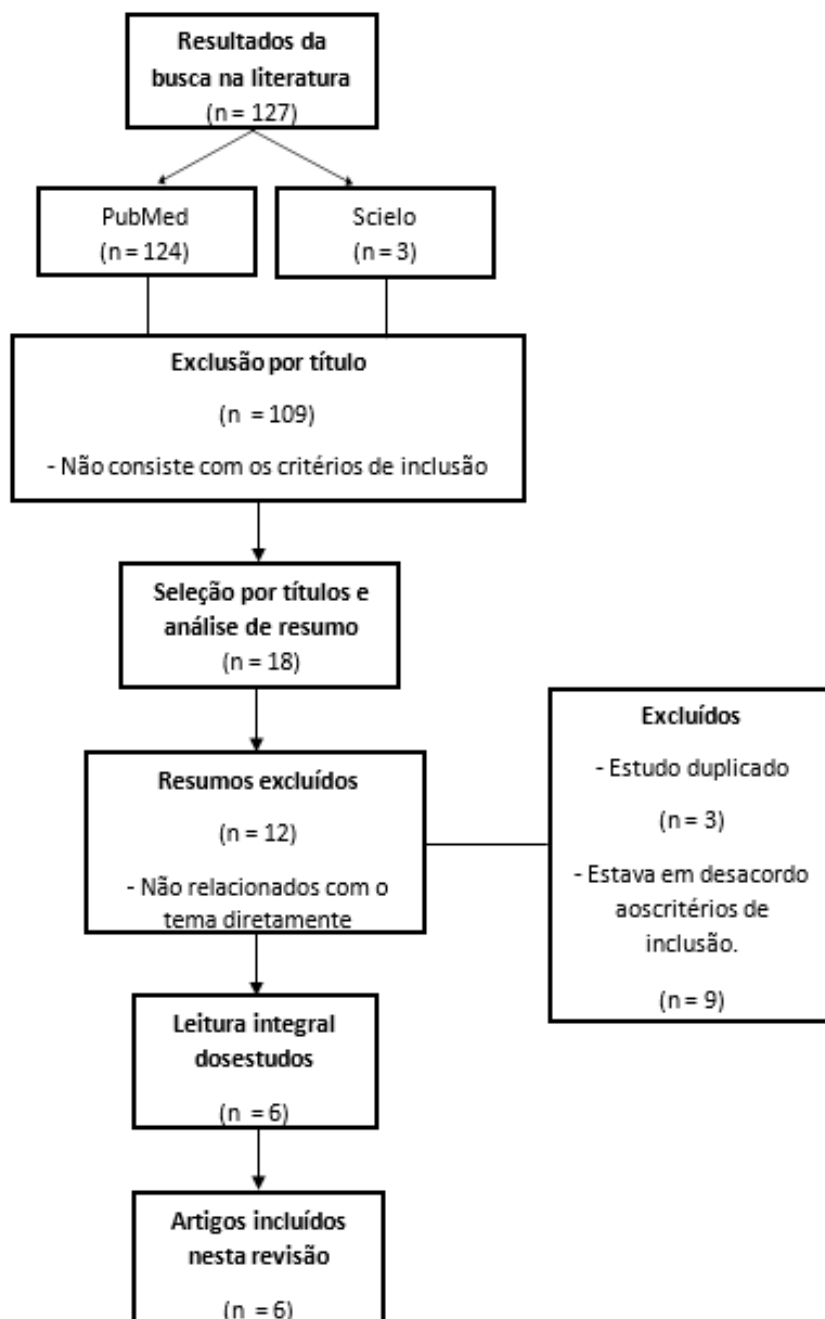 Resultados da
busca na literatura
(n = 127)
PubMed
(n = 124)
Scielo
(n = 3)
Exclusão por título
(n = 109)
- Não consiste com os critérios de inclusão
Seleção por títulos e
análise de resumo
(n = 18)
Resumos excluídos
(n = 12)
- Não relacionados com o
tema diretamente
Excluídos
- Estudo duplicado
(n = 3)
- Estava em desacordo
aoscritérios de
inclusão.
(n = 9)
Leitura integral
dosestudos
(n = 6)
Artigos incluídos
nesta revisão
(n = 6)